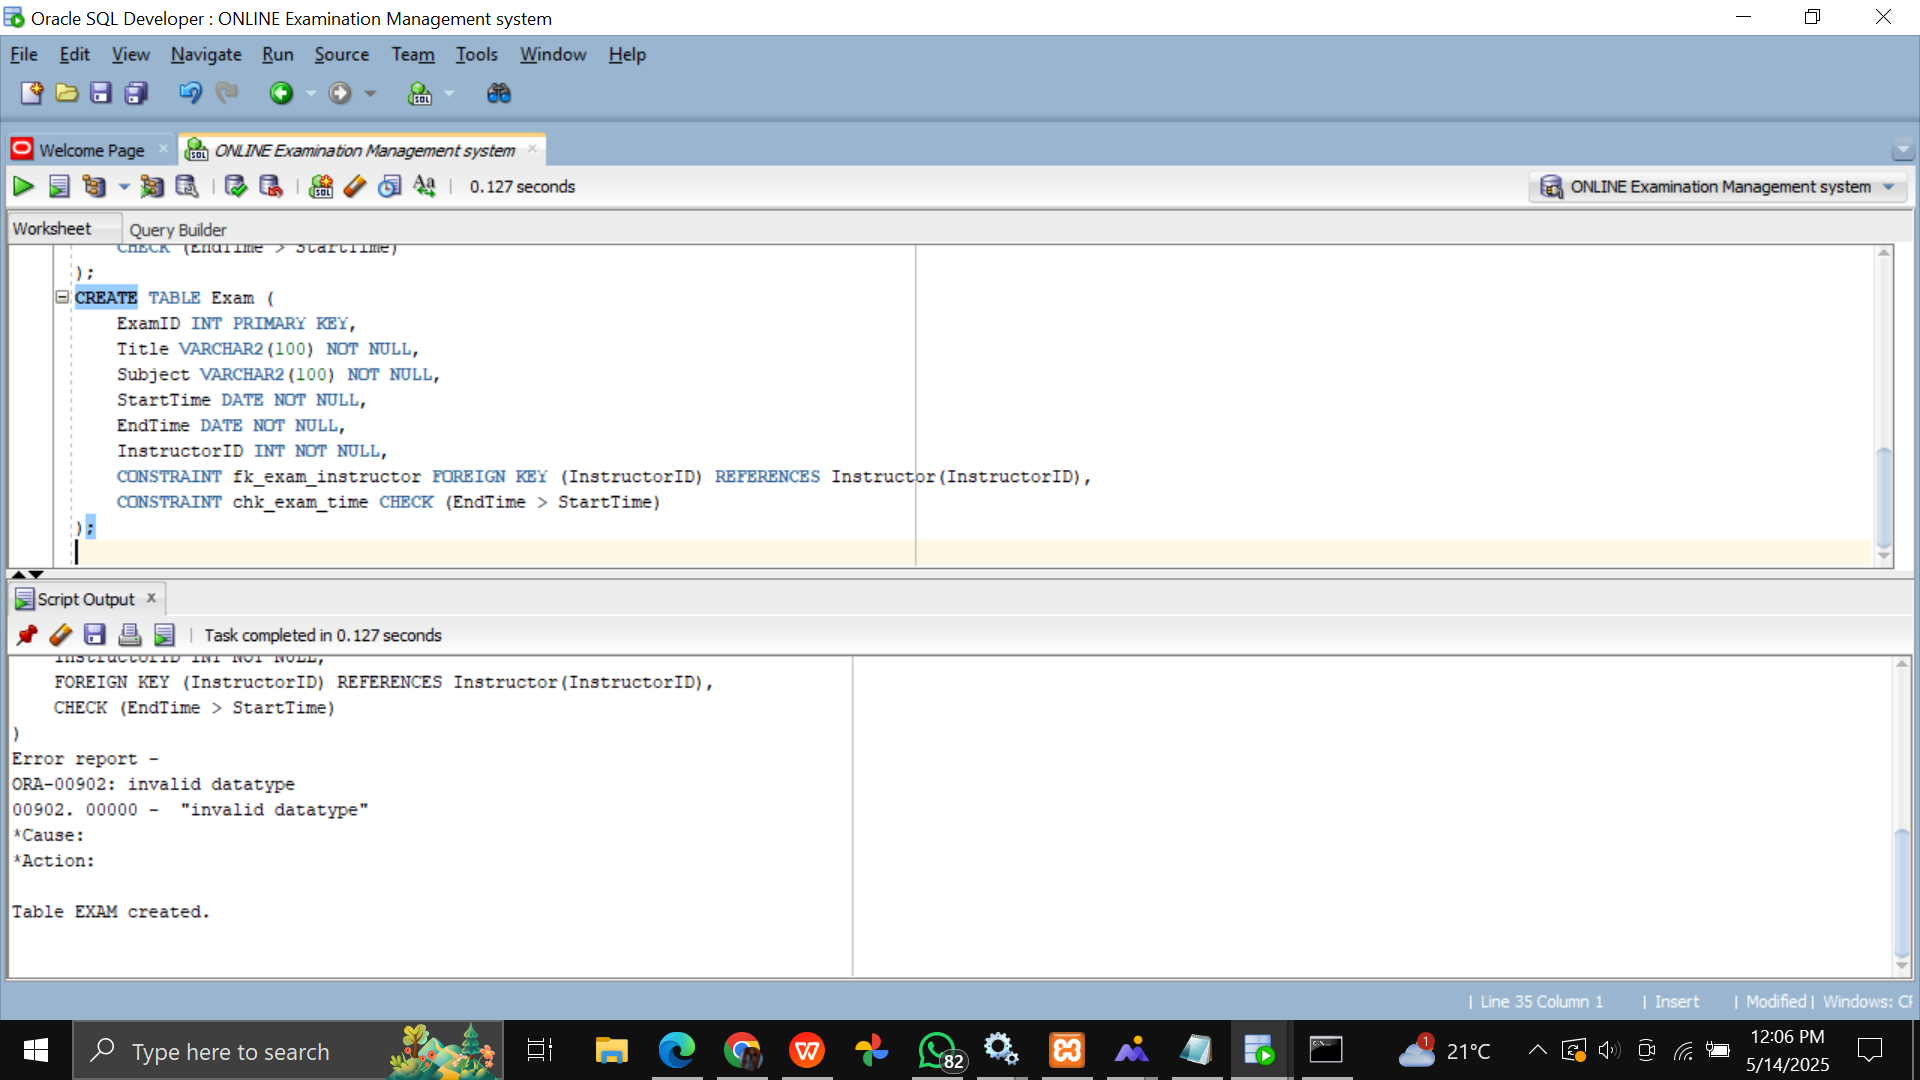 Oracle SQL Developer : ONLINE Examination Management system
File Edit View Navigate Run Source Team Tools Window Help
Welcome Page
ONLINE Examination Management system
0.127 seconds
ONLINE Examination Management system
Worksheet Query Builder
CHECK (EndTime > StartTime)
);
CREATE TABLE Exam (
ExamID INT PRIMARY KEY,
Title VARCHAR2(100) NOT NULL,
Subject VARCHAR2(100) NOT NULL,
StartTime DATE NOT NULL,
EndTime DATE NOT NULL,
InstructorID INT NOT NULL,
CONSTRAINT fk_exam_instructor FOREIGN KEY (InstructorID) REFERENCES Instructor(InstructorID),
CONSTRAINT chk_exam_time CHECK (EndTime > StartTime)
);
Script Output
Task completed in 0.127 seconds
InstructorID INT NOT NULL,
FOREIGN KEY (InstructorID) REFERENCES Instructor(InstructorID),
CHECK (EndTime > StartTime)
)
Error report -
ORA-00902: invalid datatype
00902. 00000 - "invalid datatype"
*Cause:
*Action:
Table EXAM created.
| Line 35 Column 1 | Insert | Modified | Windows: CF
Type here to search
82
1
21°C
12:06 PM
5/14/2025